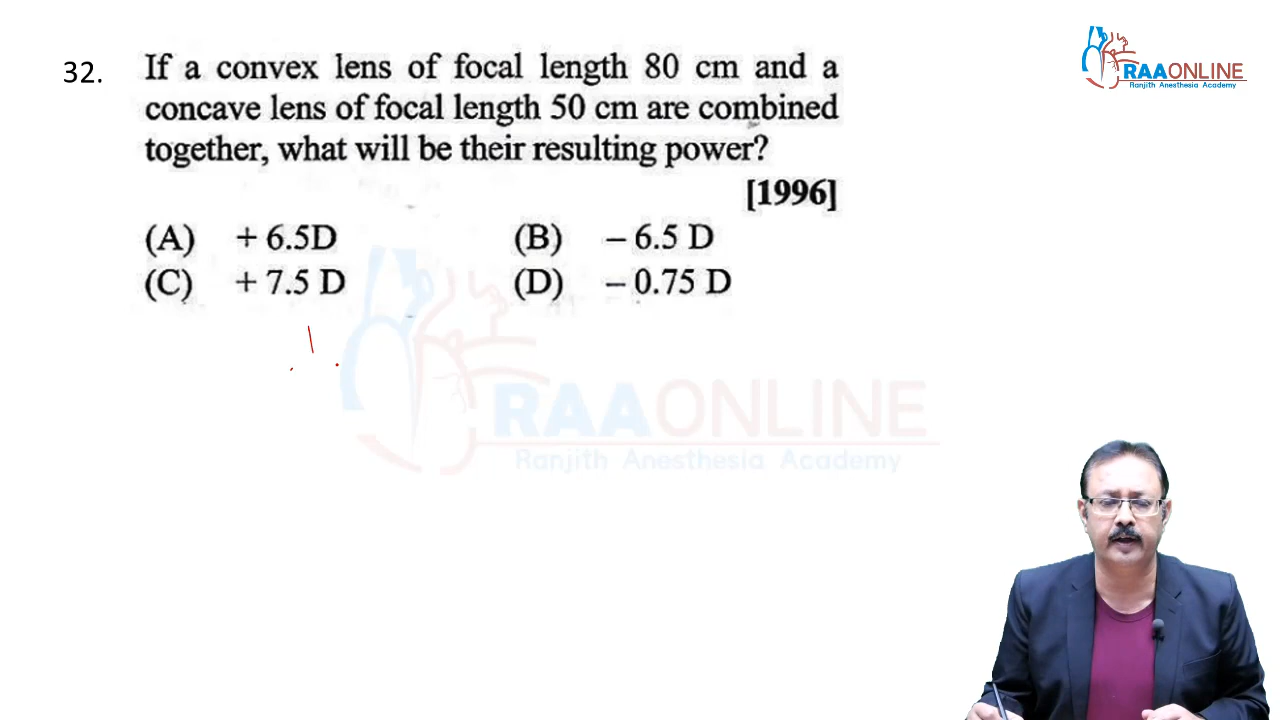 RAAONLINE
Ranjith Anesthesia Academy
32. If a convex lens of focal length 80 cm and a
concave lens of focal length 50 cm are combined
together, what will be their resulting power?
[1996]
(A) + 6.5D (B) – 6.5 D
(C) + 7.5 D (D) – 0.75 D
RAAONLINE
Ranjith Anesthesia Academy